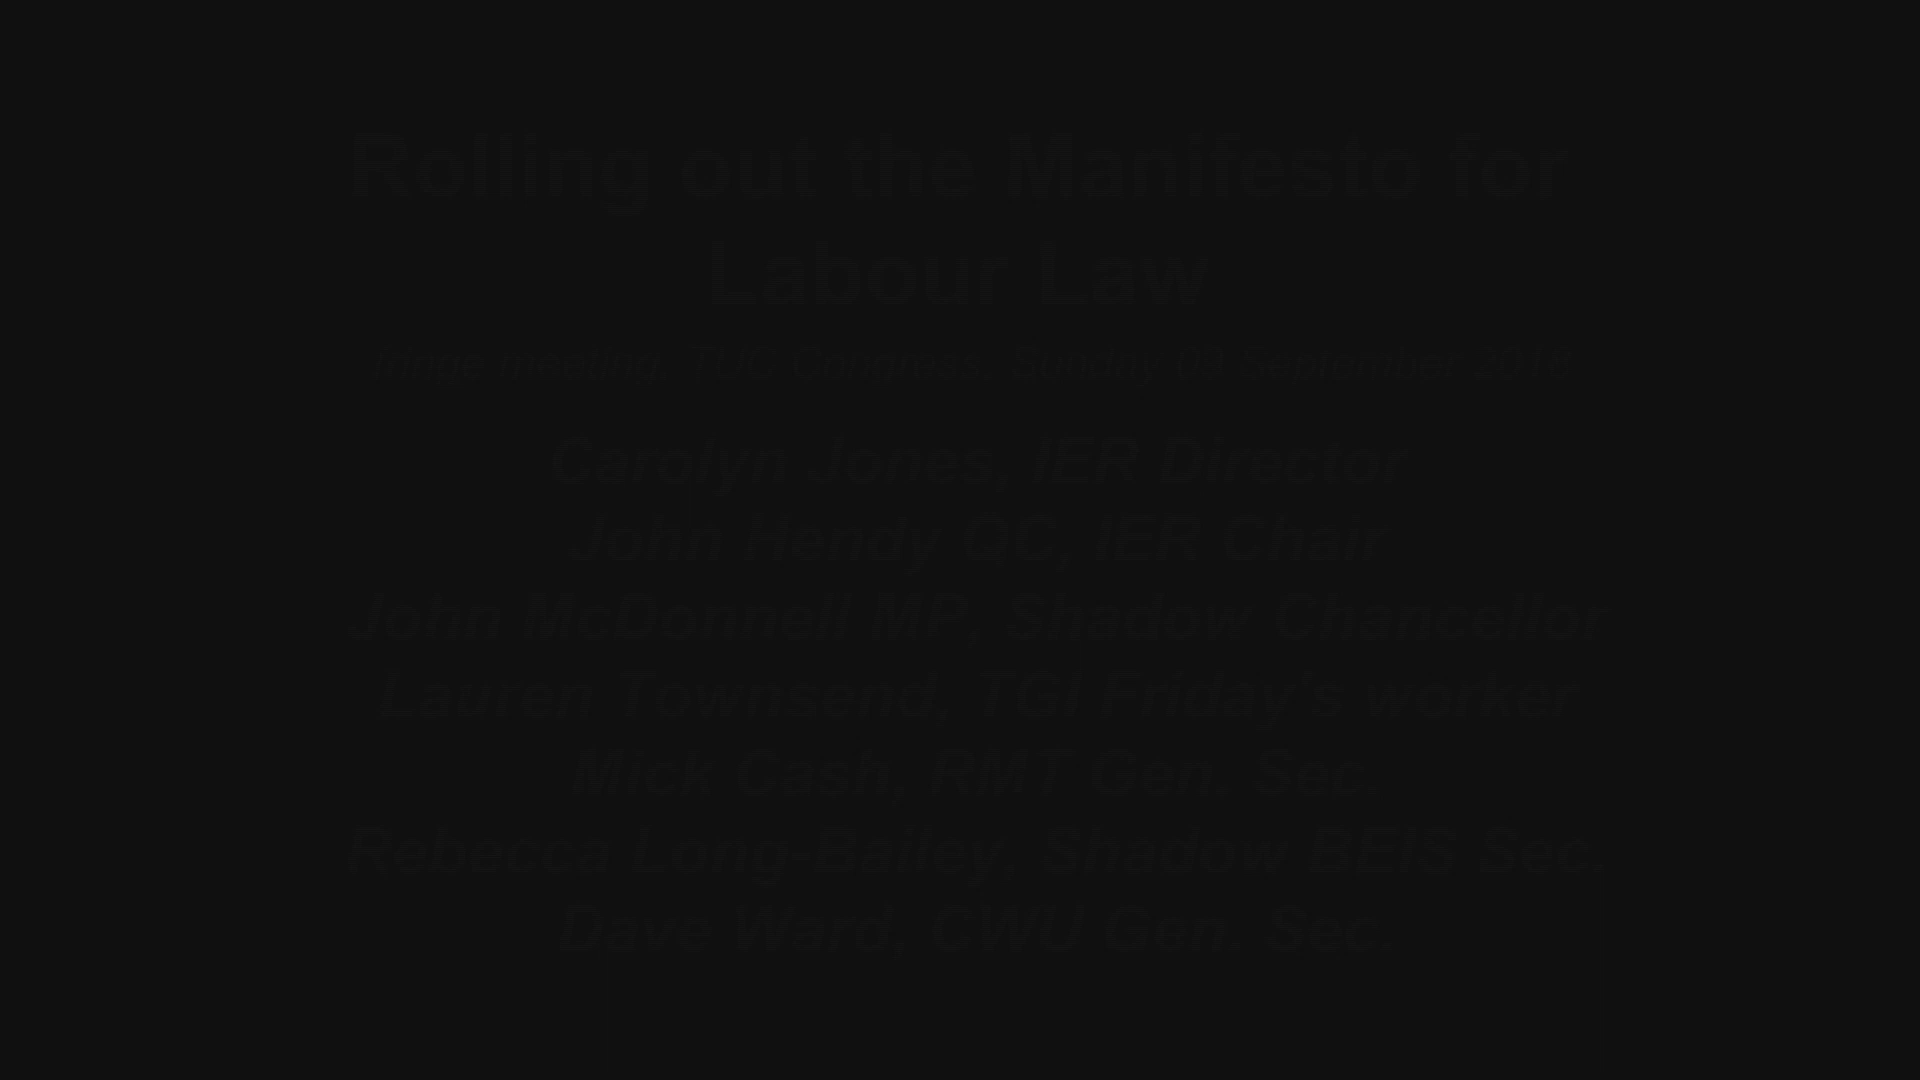 Rolling out the Manifesto for
Labour Law
fringe meeting, TUC Congress, Sunday 09 September 2018
Carolyn Jones, IER Director
John Hendy QC, IER Chair
John McDonnell MP, Shadow Chancellor
Lauren Townsend, TGI Friday's worker
Mick Cash, RMT Gen. Sec.
Rebecca Long-Bailey, Shadow BEIS Sec.
Dave Ward, CWU Gen. Sec.